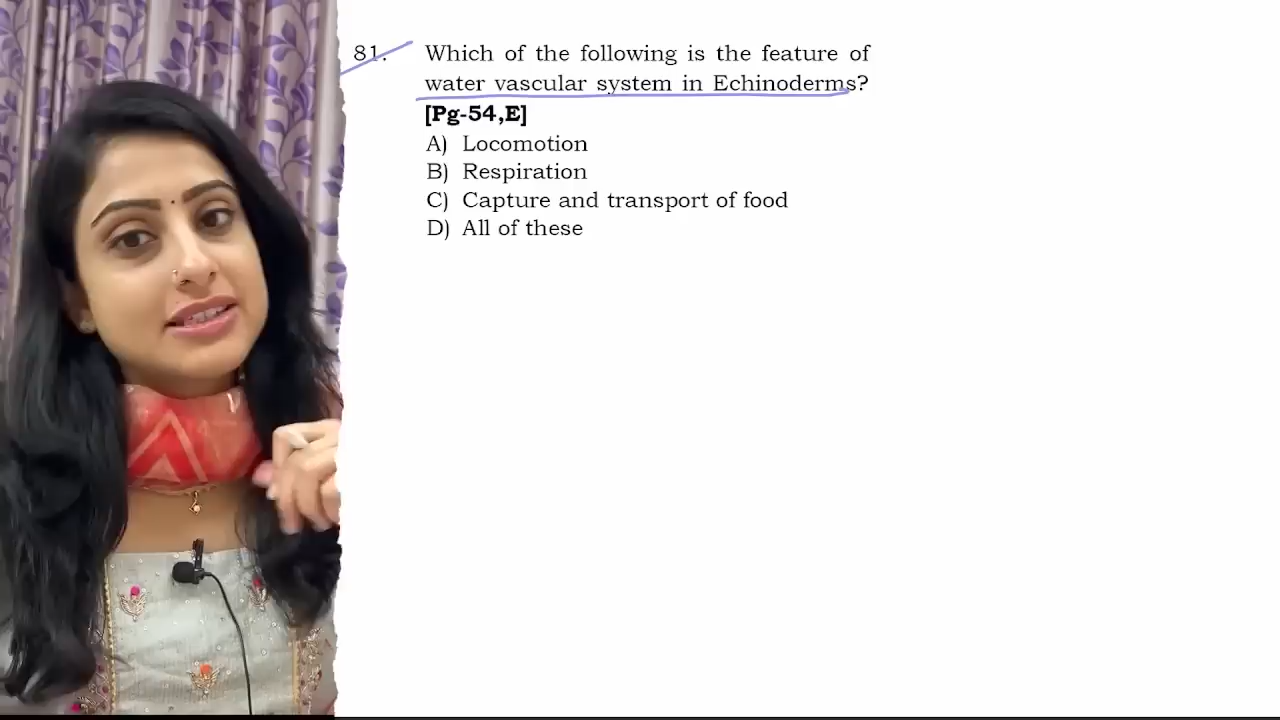 81. Which of the following is the feature of
water vascular system in Echinoderms?
[Pg-54,E]
A) Locomotion
B) Respiration
C) Capture and transport of food
D) All of these